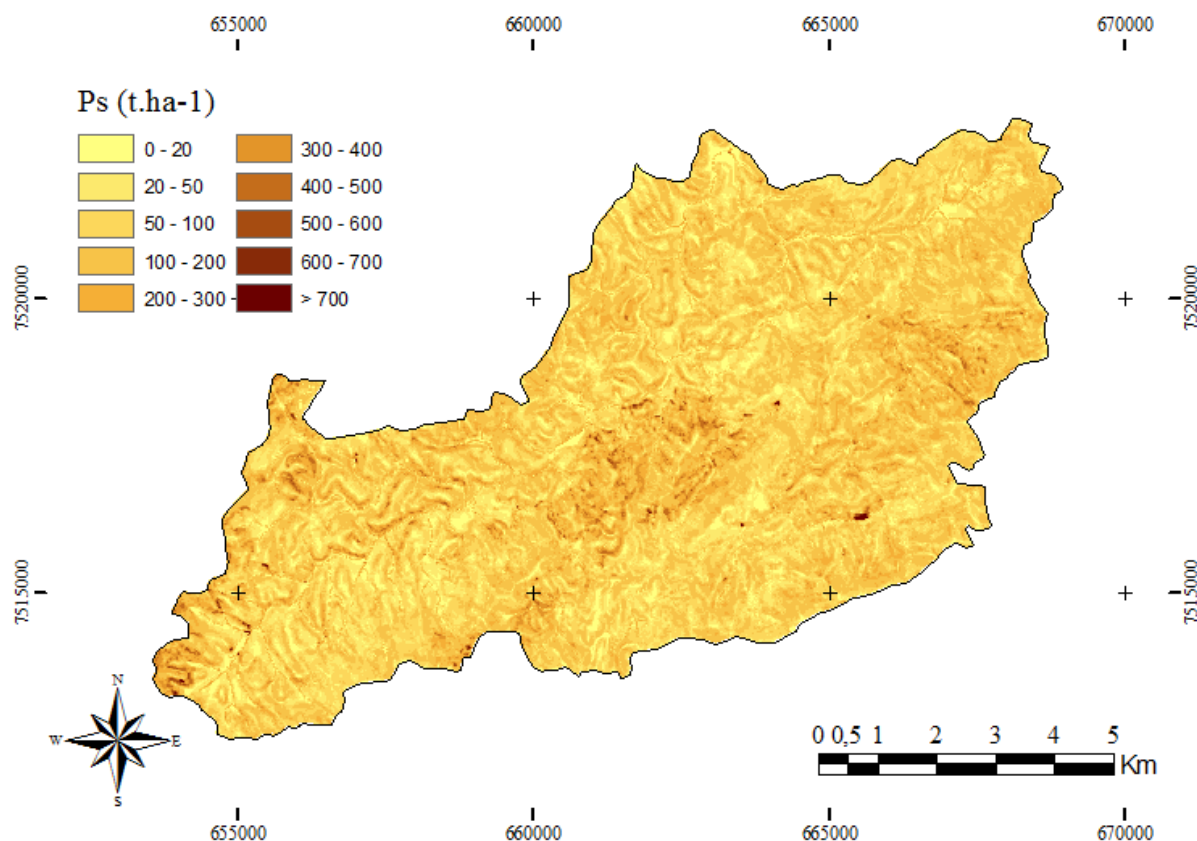 655000 660000 665000 670000
Ps (t.ha-1)
0 - 20 300 - 400
20 - 50 400 - 500
50 - 100 500 - 600
100 - 200 600 - 700
200 - 300 > 700
7520000 7520000
7515000 7515000
N
W E
S
0 0,5 1 2 3 4 5
Km
655000 660000 665000 670000